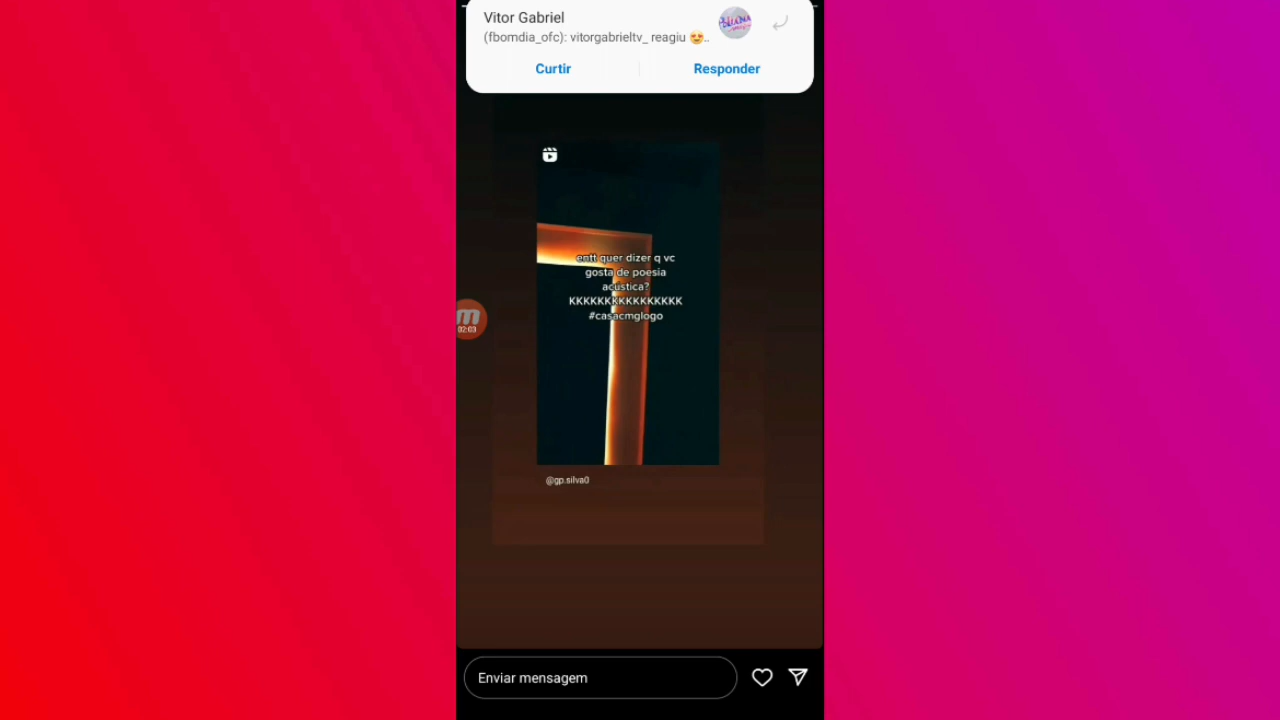 Vitor Gabriel
(fbomdia_ofc): vitorgabrieltv_ reagiu 😍..
Curtir
Responder
entt quer dizer q vc
gosta de poesia
acústica?
KKKKKKKKKKKKKKKK
#casacmglogo
02:03
@gp.silva0
Enviar mensagem